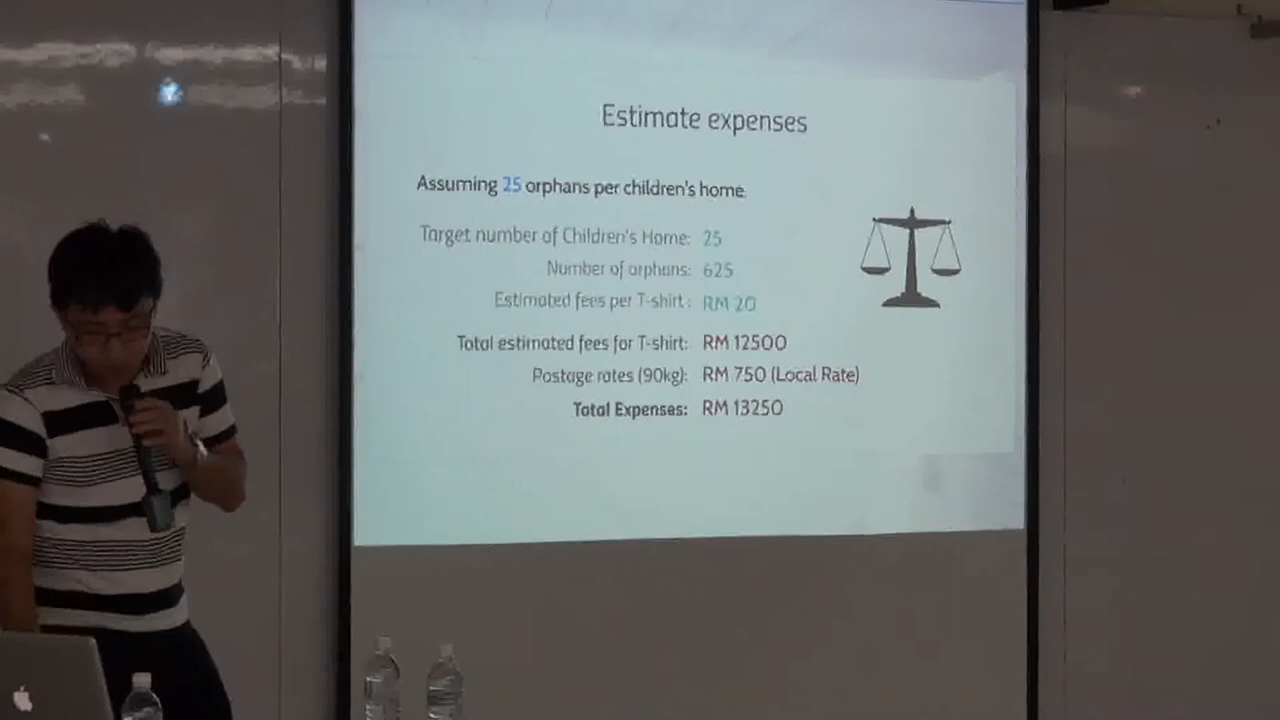 Estimate expenses
Assuming 25 orphans per children's home.
Target number of Children's Home: 25
Number of orphans: 625
Estimated fees per T-shirt: RM 20
Total estimated fees for T-shirt: RM 12500
Postage rates (90kg): RM 750 (Local Rate)
Total Expenses: RM 13250